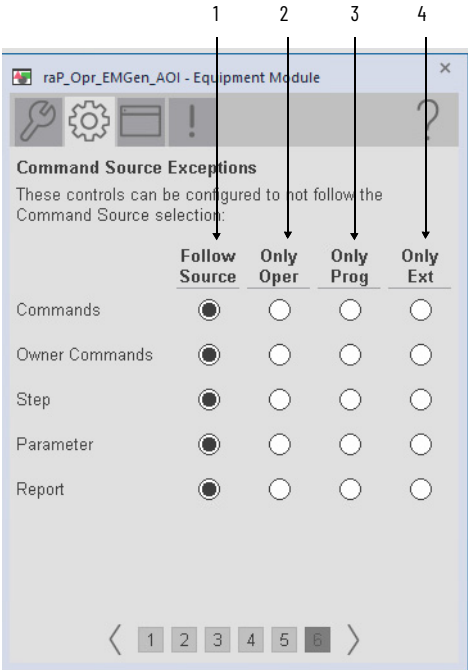 1 2 3 4
raP_Opr_EMGen_AOI - Equipment Module
Command Source Exceptions
These controls can be configured to not follow the
Command Source selection:
Follow Only Only Only
Source Oper Prog Ext
Commands
Owner Commands
Step
Parameter
Report
1 2 3 4 5 6